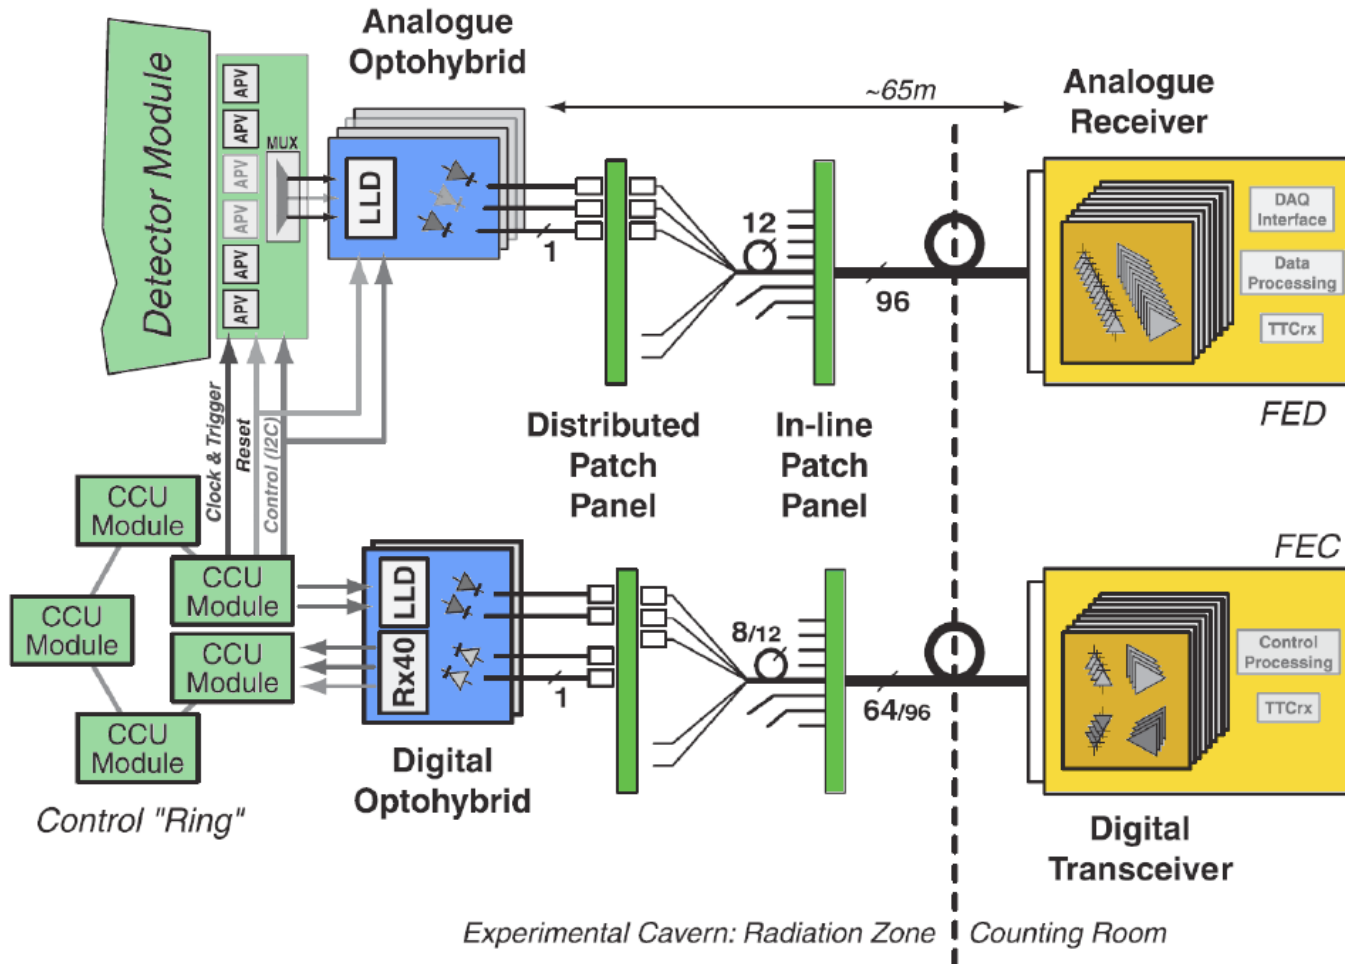 Analogue
Optohybrid
~65m
Analogue
Receiver
Detector Module
APV
APV
APV
APV
APV
APV
MUX
LLD
1
12
96
DAQ
Interface
Data
Processing
TTCrx
FED
Clock & Trigger
Reset
Control (I2C)
Distributed
Patch
Panel
In-line
Patch
Panel
CCU
Module
CCU
Module
CCU
Module
CCU
Module
CCU
Module
Control "Ring"
LLD
Rx40
1
8/12
64/96
Digital
Optohybrid
FEC
Control
Processing
TTCrx
Digital
Transceiver
Experimental Cavern: Radiation Zone
Counting Room